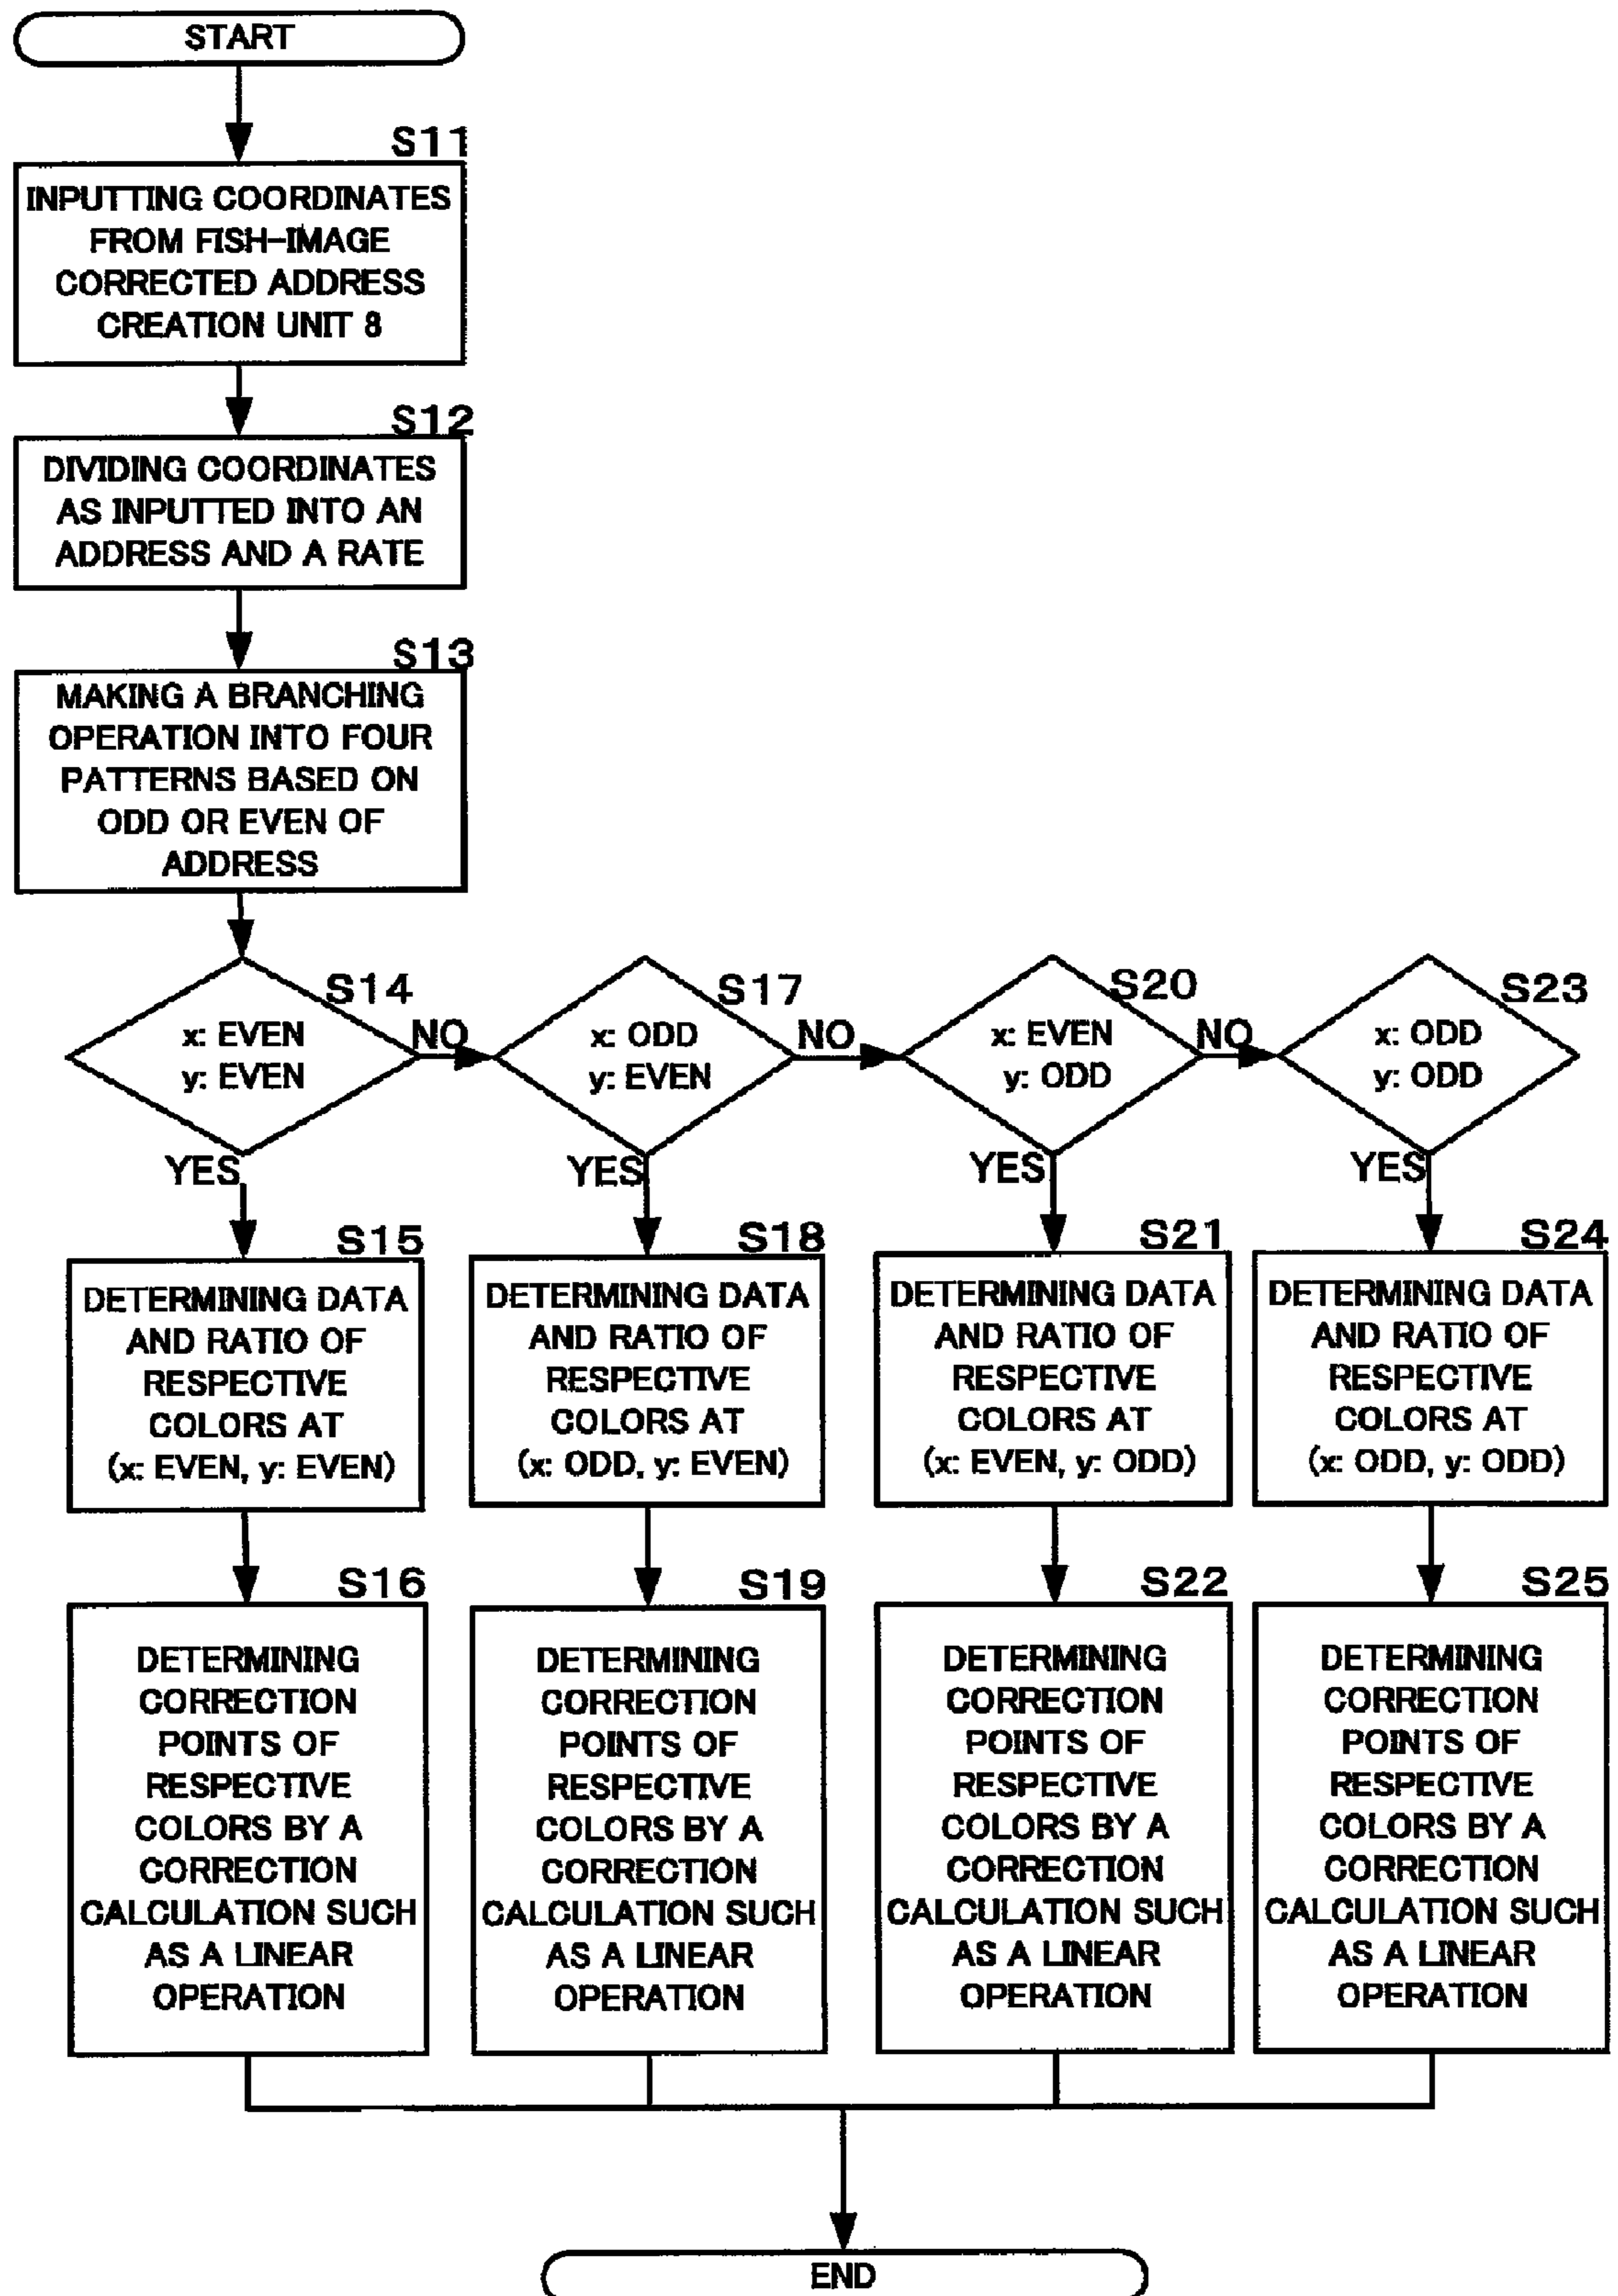 START
S11
INPUTTING COORDINATES
FROM FISH-IMAGE
CORRECTED ADDRESS
CREATION UNIT 8
S12
DIVIDING COORDINATES
AS INPUTTED INTO AN
ADDRESS AND A RATE
S13
MAKING A BRANCHING
OPERATION INTO FOUR
PATTERNS BASED ON
ODD OR EVEN OF
ADDRESS
S14
x: EVEN
y: EVEN
NO
YES
S17
x: ODD
y: EVEN
NO
YES
S20
x: EVEN
y: ODD
NO
YES
S23
x: ODD
y: ODD
YES
S15
DETERMINING DATA
AND RATIO OF
RESPECTIVE
COLORS AT
(x: EVEN, y: EVEN)
S18
DETERMINING DATA
AND RATIO OF
RESPECTIVE
COLORS AT
(x: ODD, y: EVEN)
S21
DETERMINING DATA
AND RATIO OF
RESPECTIVE
COLORS AT
(x: EVEN, y: ODD)
S24
DETERMINING DATA
AND RATIO OF
RESPECTIVE
COLORS AT
(x: ODD, y: ODD)
S16
DETERMINING
CORRECTION
POINTS OF
RESPECTIVE
COLORS BY A
CORRECTION
CALCULATION SUCH
AS A LINEAR
OPERATION
S19
DETERMINING
CORRECTION
POINTS OF
RESPECTIVE
COLORS BY A
CORRECTION
CALCULATION SUCH
AS A LINEAR
OPERATION
S22
DETERMINING
CORRECTION
POINTS OF
RESPECTIVE
COLORS BY A
CORRECTION
CALCULATION SUCH
AS A LINEAR
OPERATION
S25
DETERMINING
CORRECTION
POINTS OF
RESPECTIVE
COLORS BY A
CORRECTION
CALCULATION SUCH
AS A LINEAR
OPERATION
END